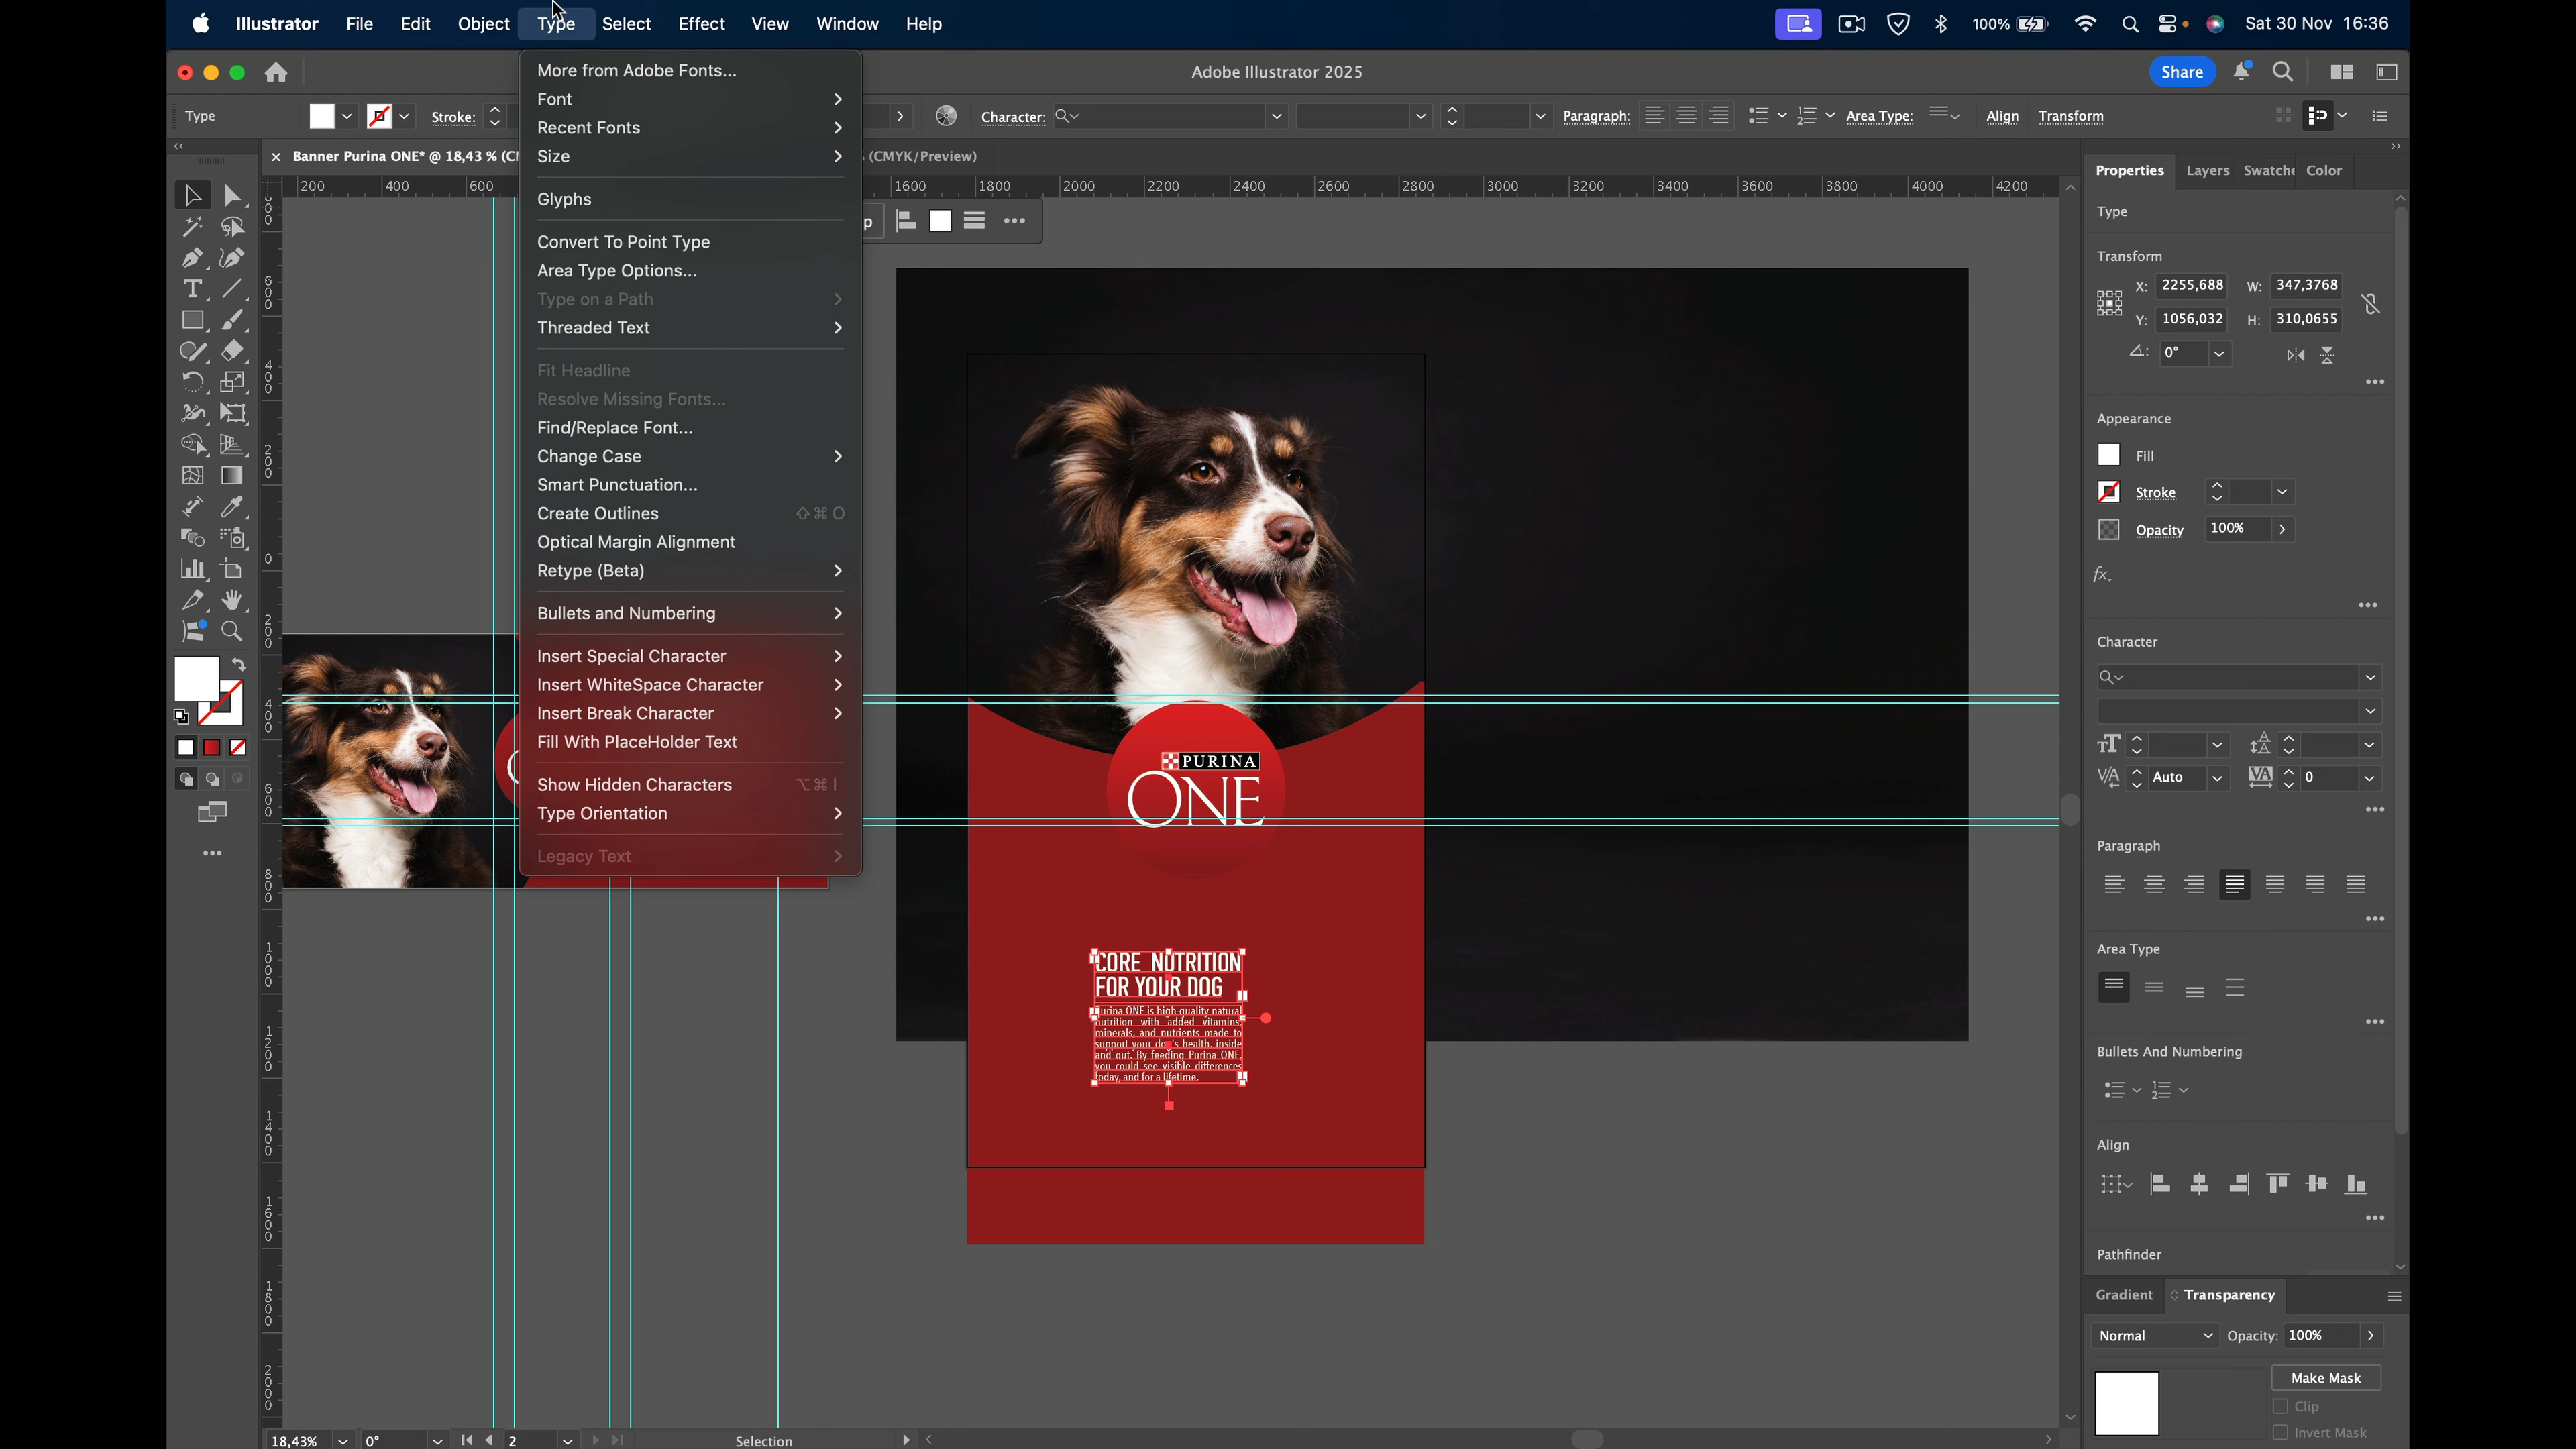 Illustrator File Edit Object Type Select Effect View Window Help
100% Sat 30 Nov 16:36
Adobe Illustrator 2025
Share
Type
Stroke:
Character:
Paragraph:
Area Type:
Align
Transform
Banner Purina ONE* @ 18,43 % (C
(CMYK/Preview)
200 400 600 1600 1800 2000 2200 2400 2600 2800 3000 3200 3400 3600 3800 4000 4200
More from Adobe Fonts...
Font
Recent Fonts
Size
Glyphs
Convert To Point Type
Area Type Options...
Type on a Path
Threaded Text
Fit Headline
Resolve Missing Fonts...
Find/Replace Font...
Change Case
Smart Punctuation...
Create Outlines ⇧⌘O
Optical Margin Alignment
Retype (Beta)
Bullets and Numbering
Insert Special Character
Insert WhiteSpace Character
Insert Break Character
Fill With PlaceHolder Text
Show Hidden Characters ⌥⌘I
Type Orientation
Legacy Text
p
600
400
200
0
200
400
600
800
1000
1200
1400
1600
1800
2000
PURINA
ONE
CORE NUTRITION
FOR YOUR DOG
Purina ONE is high-quality natural
nutrition with added vitamins,
minerals, and nutrients made to
support your dog's health, inside
and out. By feeding Purina ONE,
you could see visible differences
today, and for a lifetime.
Properties Layers Swatche Color
Type
Transform
X: 2255,688 W: 347,3768
Y: 1056,032 H: 310,0655
0°
Appearance
Fill
Stroke
Opacity 100%
fx.
Character
Auto 0
Paragraph
Area Type
Bullets And Numbering
Align
Pathfinder
Gradient Transparency
Normal Opacity: 100%
Make Mask
Clip
Invert Mask
18,43% 0° 2 Selection